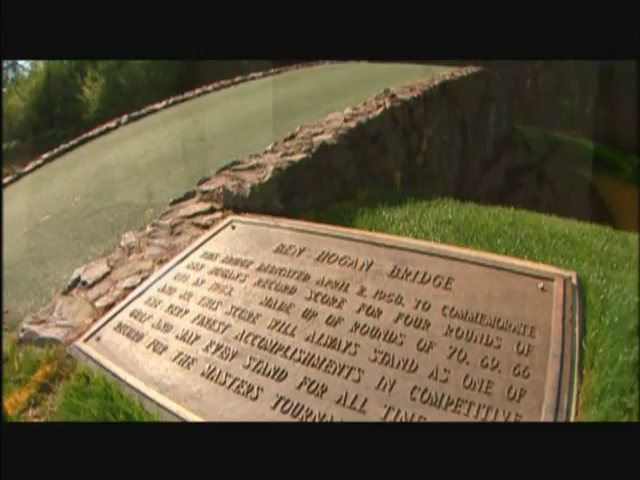 BEN HOGAN BRIDGE
THIS BRIDGE DEDICATED APRIL 2, 1958, TO COMMEMORATE
BEN HOGAN'S RECORD SCORE FOR FOUR ROUNDS OF
274 IN 1953. MADE UP OF ROUNDS OF 70, 69, 66
AND 69. THIS SCORE WILL ALWAYS STAND AS ONE OF
THE VERY FINEST ACCOMPLISHMENTS IN COMPETITIVE
GOLF AND MAY EVEN STAND FOR ALL TIME
RECORD FOR THE MASTERS